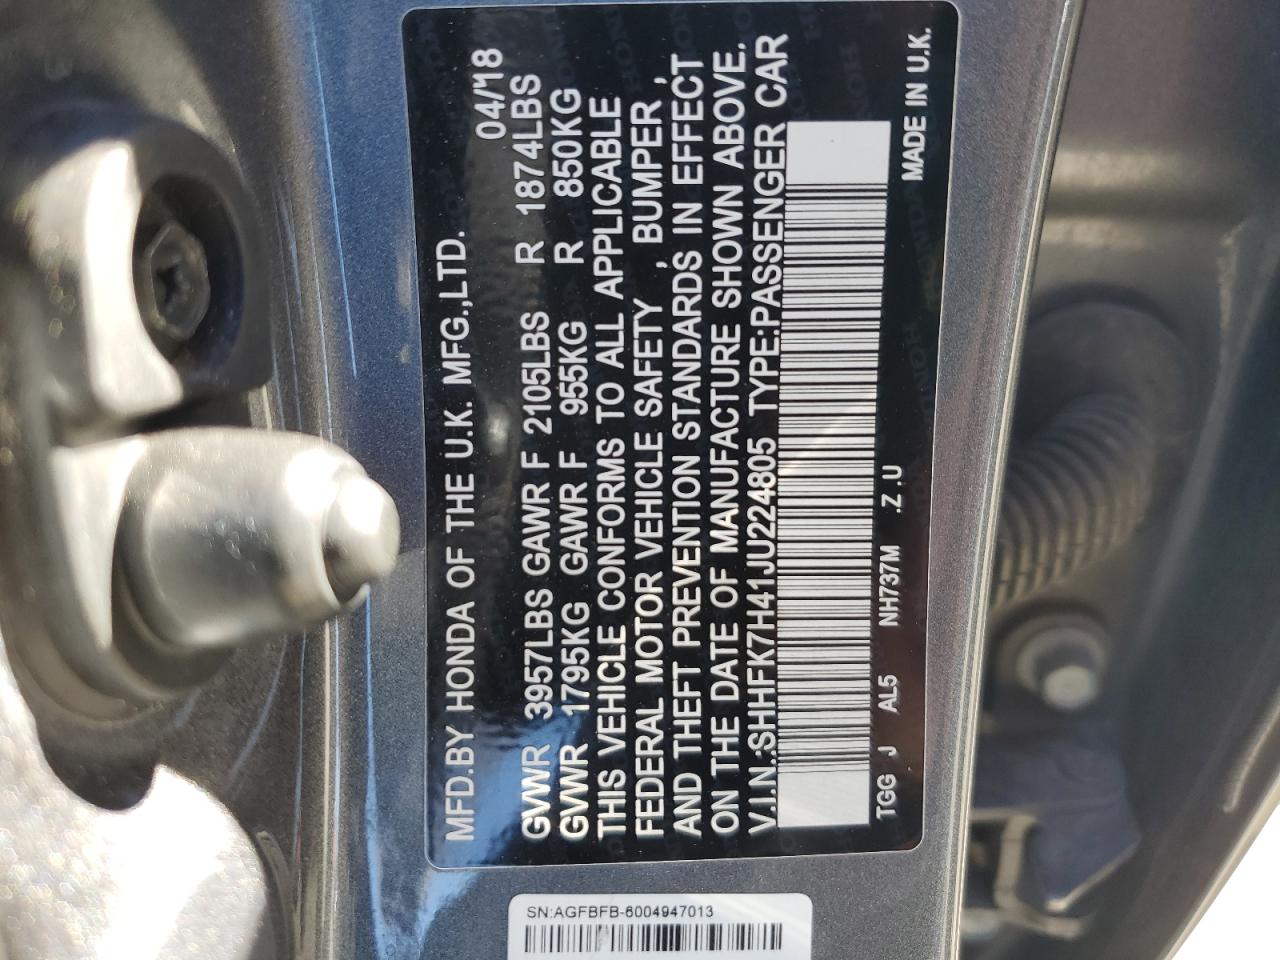 MFD.BY HONDA OF THE U.K. MFG.,LTD. 04/18
GVWR 3957LBS GAWR F 2105LBS R 1874LBS
GVWR 1795KG GAWR F 955KG R 850KG
THIS VEHICLE CONFORMS TO ALL APPLICABLE
FEDERAL MOTOR VEHICLE SAFETY , BUMPER ,
AND THEFT PREVENTION STANDARDS IN EFFECT
ON THE DATE OF MANUFACTURE SHOWN ABOVE.
V.I.N.:SHHFK7H41JU224805 TYPE:PASSENGER CAR
TGG J AL5 NH737M .Z .U MADE IN U.K.
SN:AGFBFB-6004947013